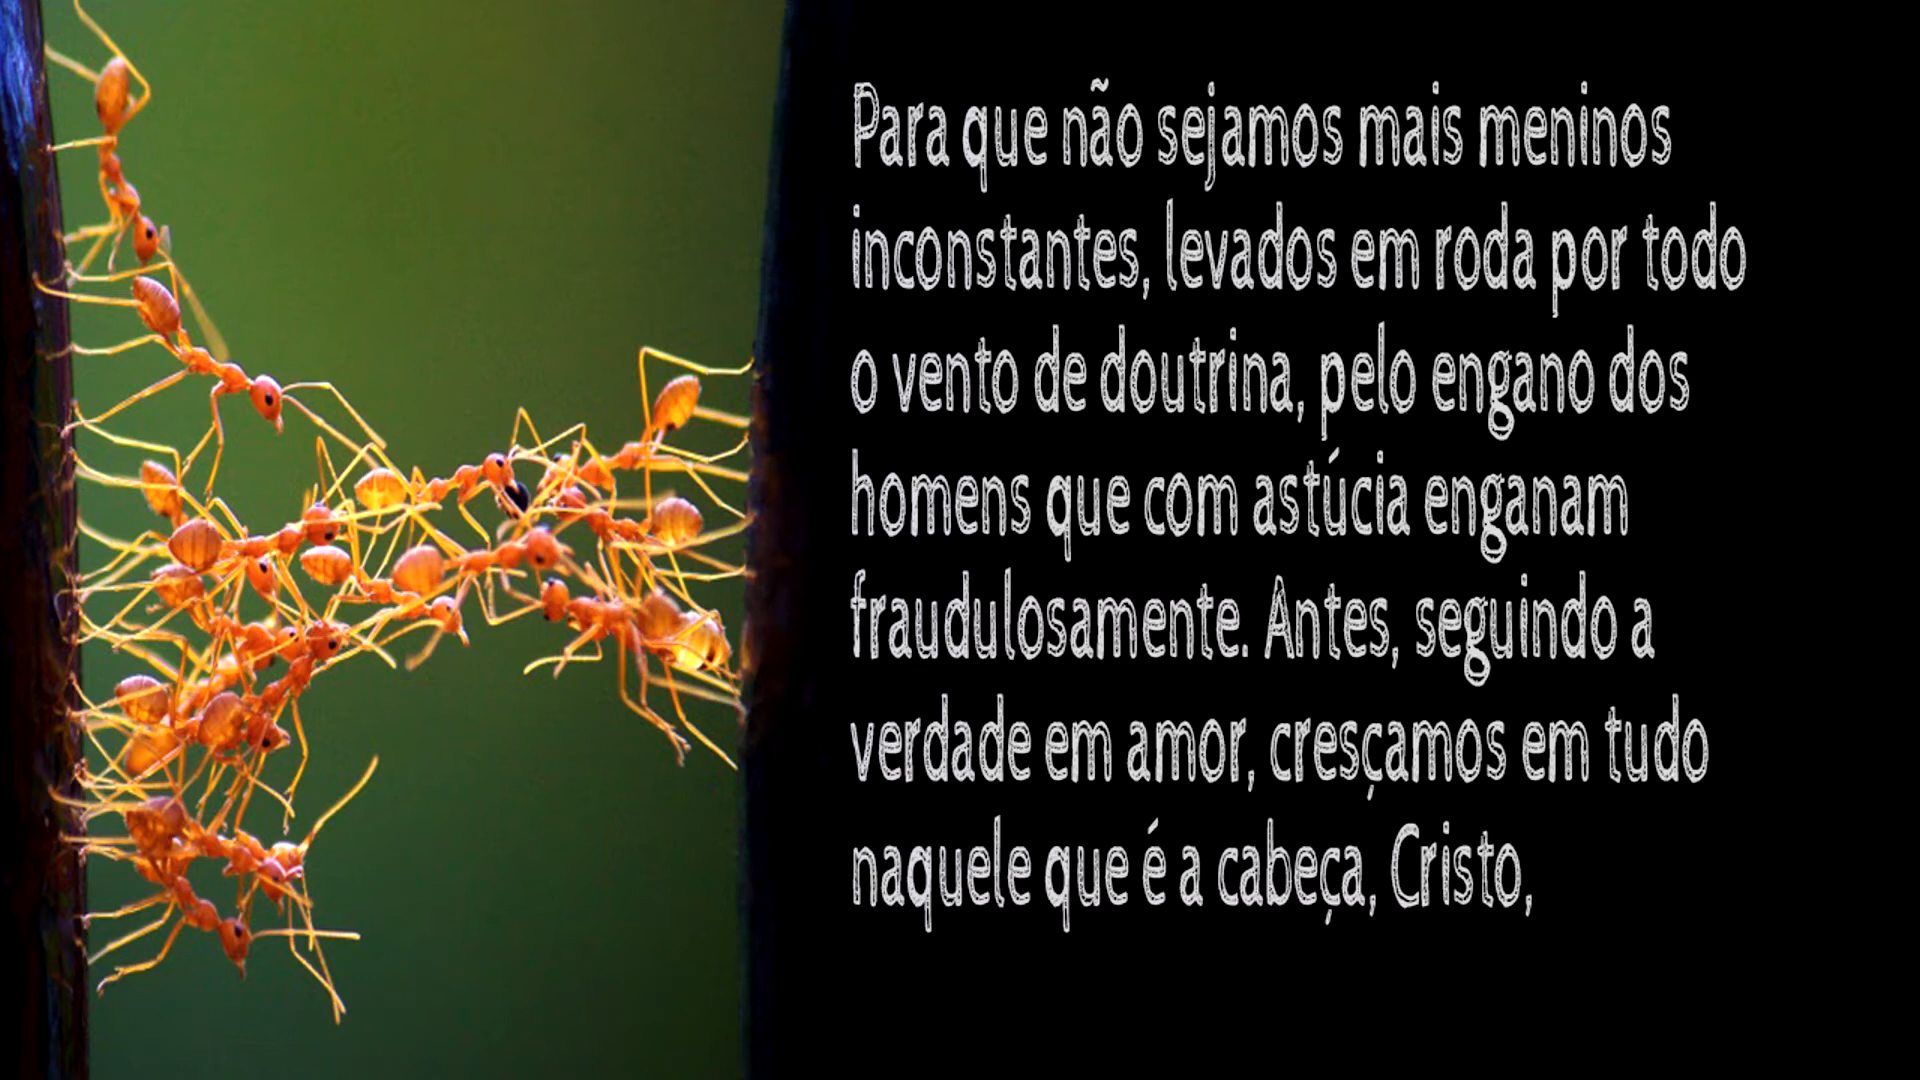 Para que não sejamos mais meninos
inconstantes, levados em roda por todo
o vento de doutrina, pelo engano dos
homens que com astúcia enganam
fraudulosamente. Antes, seguindo a
verdade em amor, cresçamos em tudo
naquele que é a cabeça, Cristo,